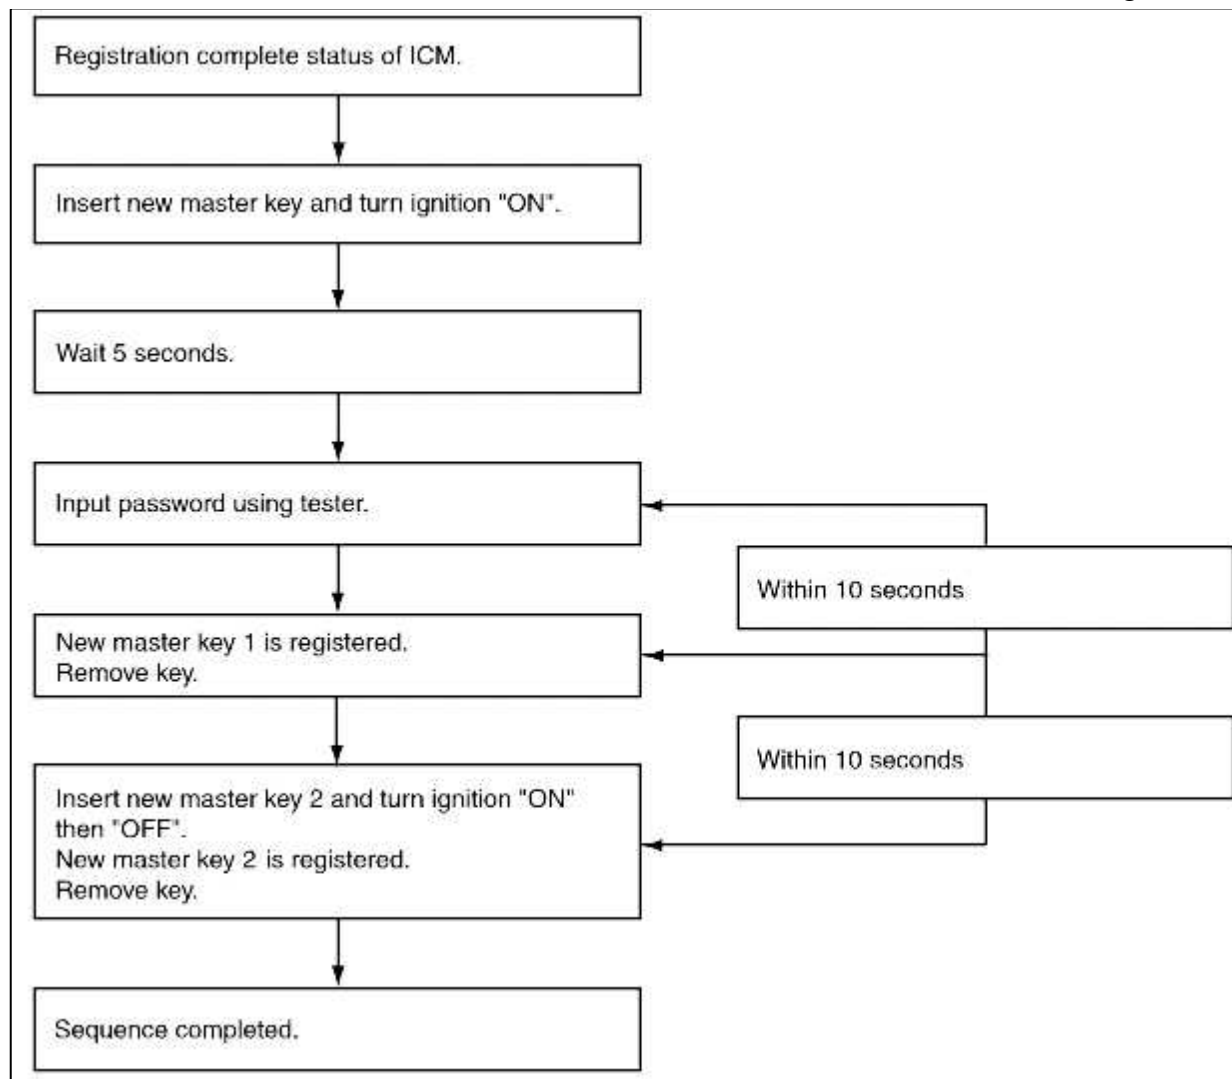 Registration complete status of ICM.
Insert new master key and turn ignition "ON".
Wait 5 seconds.
Input password using tester.
Within 10 seconds
New master key 1 is registered.
Remove key.
Within 10 seconds
Insert new master key 2 and turn ignition "ON"
then "OFF".
New master key 2 is registered.
Remove key.
Sequence completed.